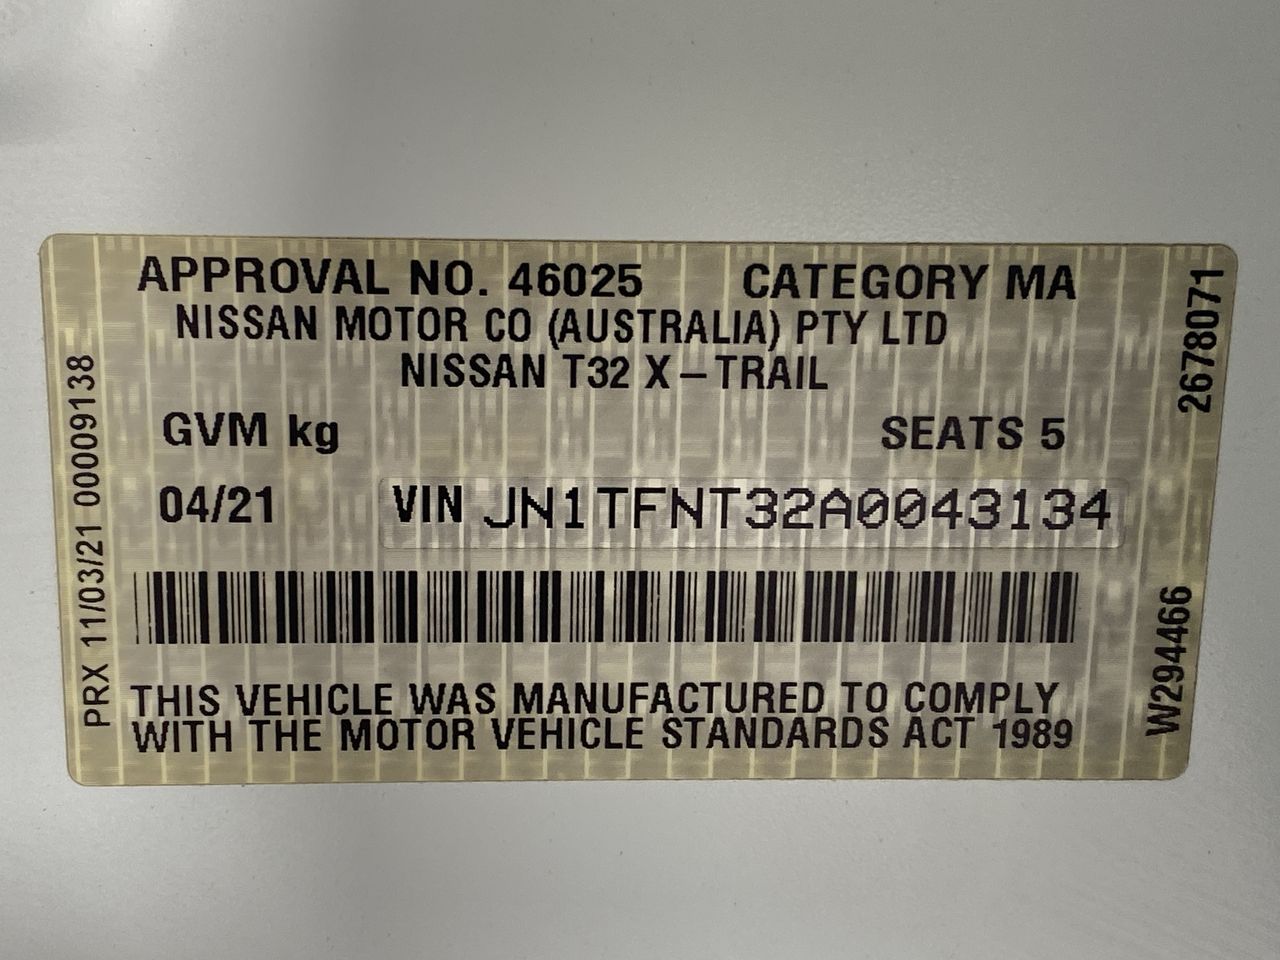 APPROVAL NO. 46025 CATEGORY MA
NISSAN MOTOR CO (AUSTRALIA) PTY LTD
NISSAN T32 X-TRAIL
GVM kg SEATS 5
04/21 VIN JN1TFNT32A0043134
THIS VEHICLE WAS MANUFACTURED TO COMPLY
WITH THE MOTOR VEHICLE STANDARDS ACT 1989
PRX 11/03/21 00009138
2678071
W294466